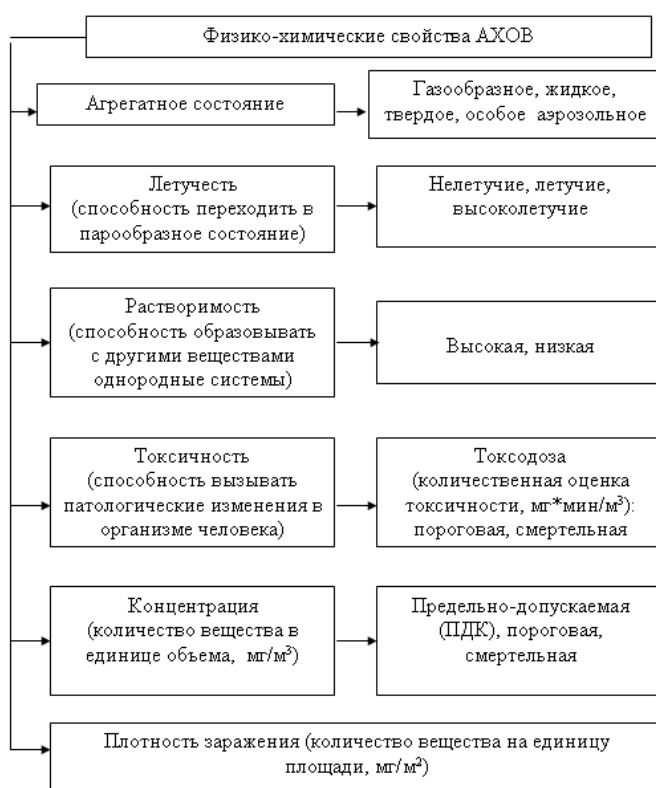 Физико-химические свойства АХОВ
Агрегатное состояние
Газообразное, жидкое,
твердое, особое аэрозольное
Летучесть
(способность переходить в
парообразное состояние)
Нелетучие, летучие,
высоколетучие
Растворимость
(способность образовывать
с другими веществами
однородные системы)
Высокая, низкая
Токсичность
(способность вызывать
патологические изменения в
организме человека)
Токсодоза
(количественная оценка
токсичности, мг*мин/м³):
пороговая, смертельная
Концентрация
(количество вещества в
единице объема, мг/м³)
Предельно-допускаемая
(ПДК), пороговая,
смертельная
Плотность заражения (количество вещества на единицу
площади, мг/м²)